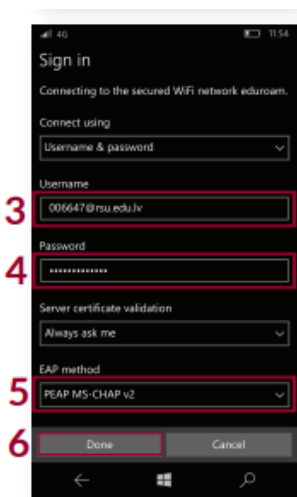 4G 11:54
Sign in
Connecting to the secured WiFi network eduroam.
Connect using
Username & password
Username
3 006647@rsu.edu.lv
Password
4 •••••••••••••
Server certificate validation
Always ask me
EAP method
5 PEAP MS-CHAP v2
6 Done Cancel